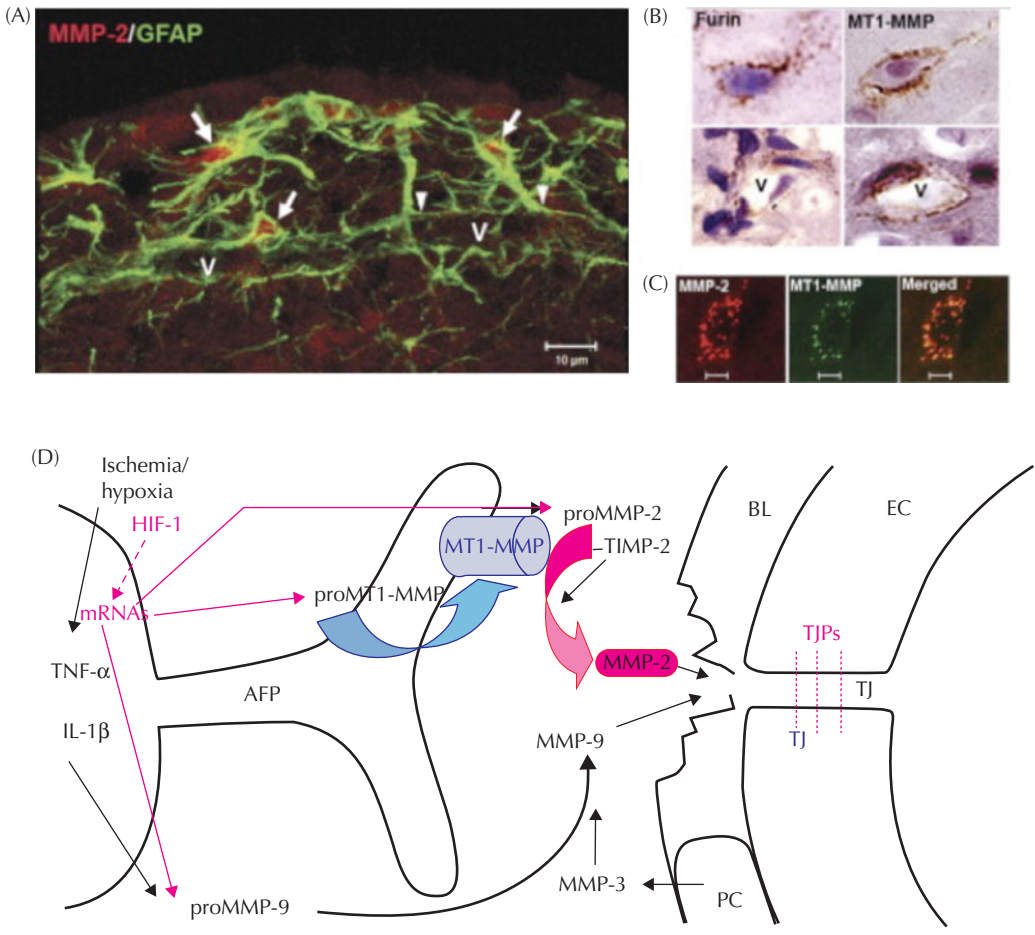 (A)
MMP-2/GFAP
V
V
10 µm
(B)
Furin
MT1-MMP
V
V
(C)
MMP-2
MT1-MMP
Merged
(D)
Ischemia/
hypoxia
HIF-1
mRNAs
TNF-α
IL-1β
AFP
proMT1-MMP
MT1-MMP
proMMP-2
TIMP-2
MMP-2
MMP-9
MMP-3
proMMP-9
BL
EC
TJPs
TJ
TJ
PC